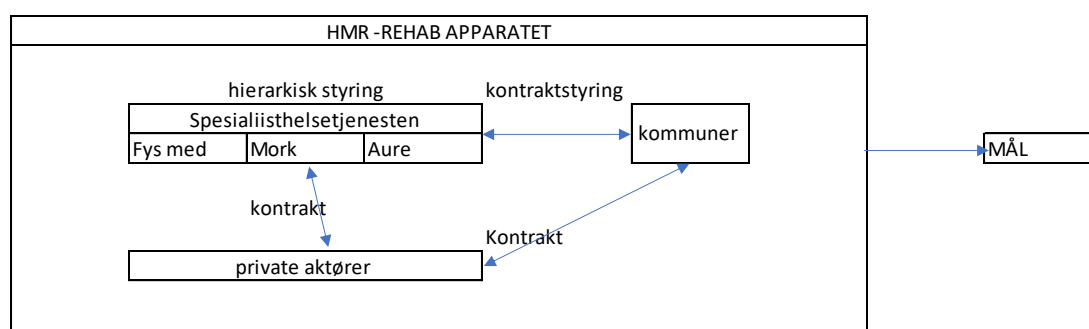 HMR -REHAB APPARATET
hierarkisk styring
kontraktstyring
Spesialiisthelsetjenesten
kommuner
Fys med
Mork
Aure
MÅL
kontrakt
Kontrakt
private aktører